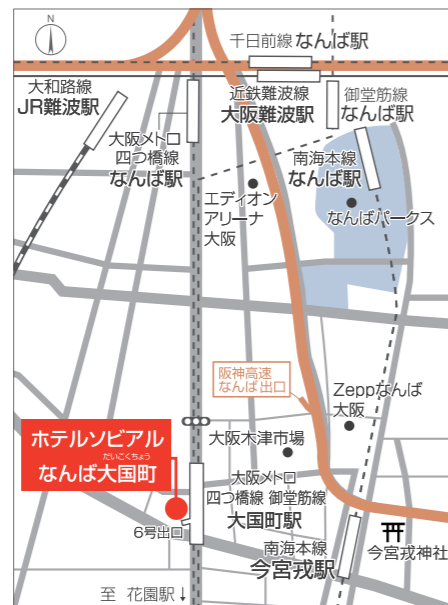 N
千日前線 なんば駅
大和路線
JR難波駅
近鉄難波線
大阪難波駅
御堂筋線
なんば駅
大阪メトロ
四つ橋線
なんば駅
南海本線
なんば駅
エディオン
アリーナ
大阪
なんばパークス
阪神高速
なんば出口
Zeppなんば
大阪
ホテルソビアル
だいこくちょう
なんば大国町
大阪木津市場
大阪メトロ
四つ橋線 御堂筋線
大国町駅
6号出口
南海本線
今宮戎駅
今宮戎神社
至 花園駅↓